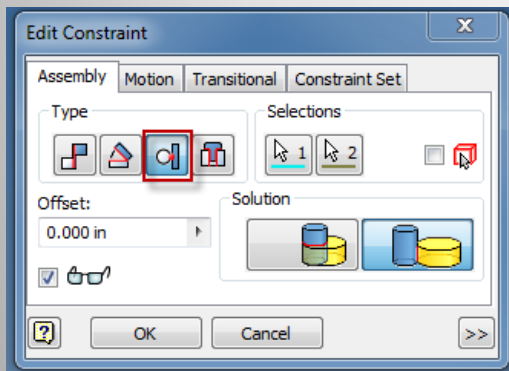 Edit Constraint
Assembly Motion Transitional Constraint Set
Type Selections
1 2
Offset: Solution
0.000 in
? OK Cancel >>